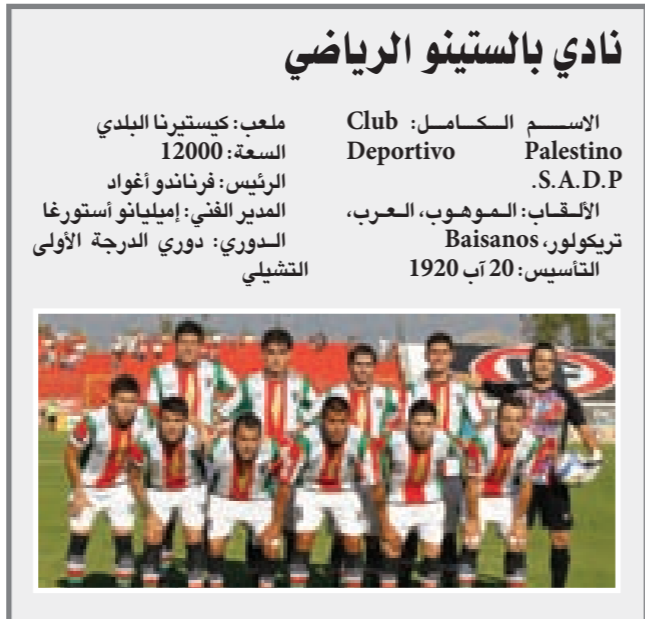 نادي بالستينو الرياضي
الاسم الكامل: Club
Deportivo Palestino
S.A.D.P.
الألقاب: الموهوب، العرب،
تريكولور، Baisanos
التأسيس: 20 آب 1920
ملعب: كيستيرنا البلدي
السعة: 12000
الرئيس: فرناندو أغواد
المدير الفني: إميليانو أستورغا
الدوري: دوري الدرجة الأولى
التشيلي